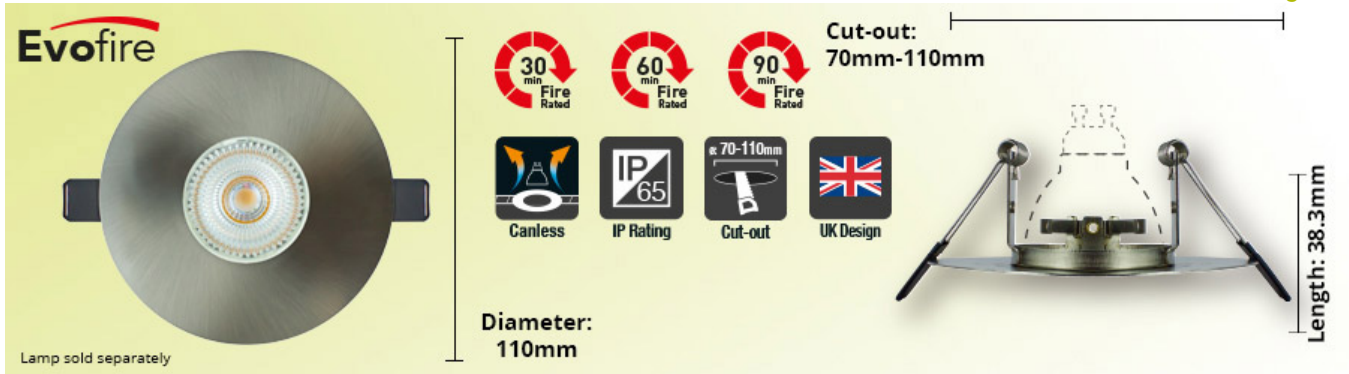 Evofire
30
min
Fire
Rated
60
min
Fire
Rated
90
min
Fire
Rated
Cut-out:
70mm-110mm
Canless
IP
65
IP Rating
⌀: 70-110mm
Cut-out
UK Design
Length: 38.3mm
Diameter:
110mm
Lamp sold separately